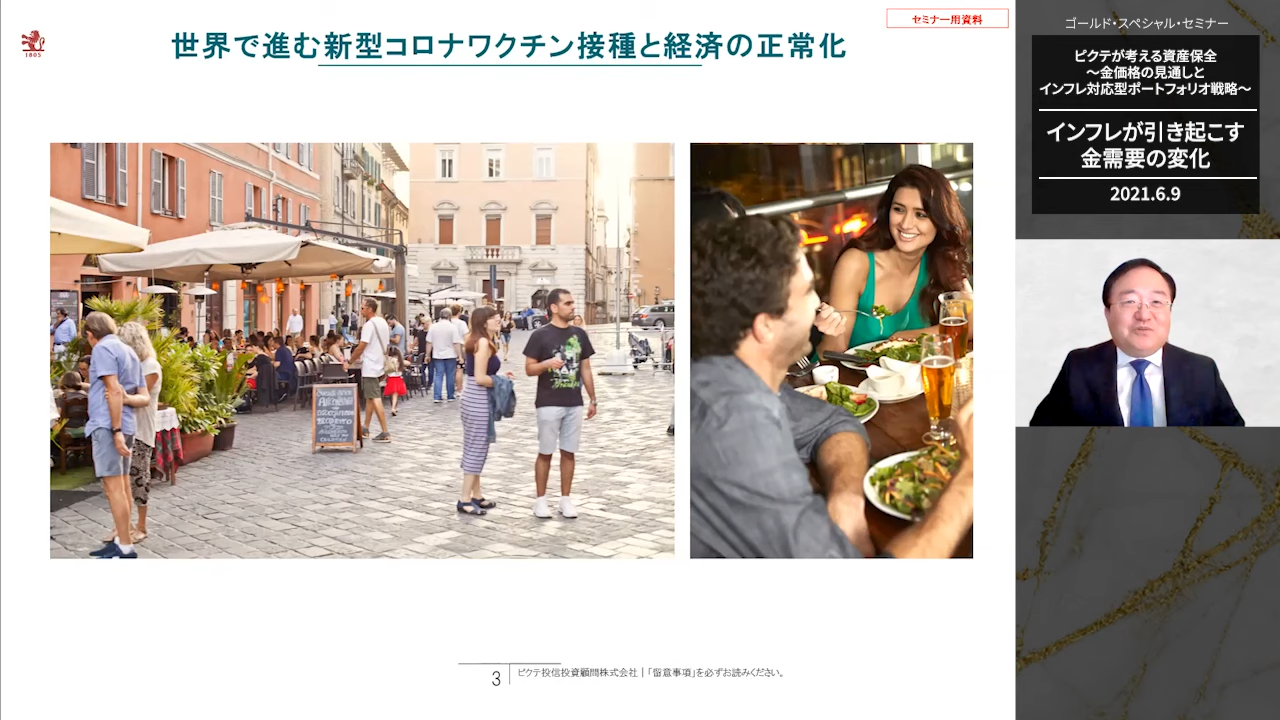 セミナー用資料
1805
世界で進む新型コロナワクチン接種と経済の正常化
3
ピクテ投信投資顧問株式会社｜「留意事項」を必ずお読みください。
ゴールド・スペシャル・セミナー
ピクテが考える資産保全
～金価格の見通しと
インフレ対応型ポートフォリオ戦略～
インフレが引き起こす
金需要の変化
2021.6.9